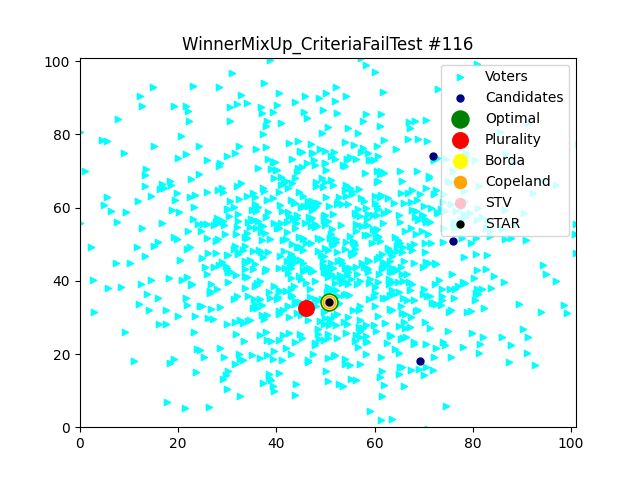 WinnerMixUp_CriteriaFailTest #116
Voters
Candidates
Optimal
Plurality
Borda
Copeland
STV
STAR
100
80
60
40
20
0
0 20 40 60 80 100